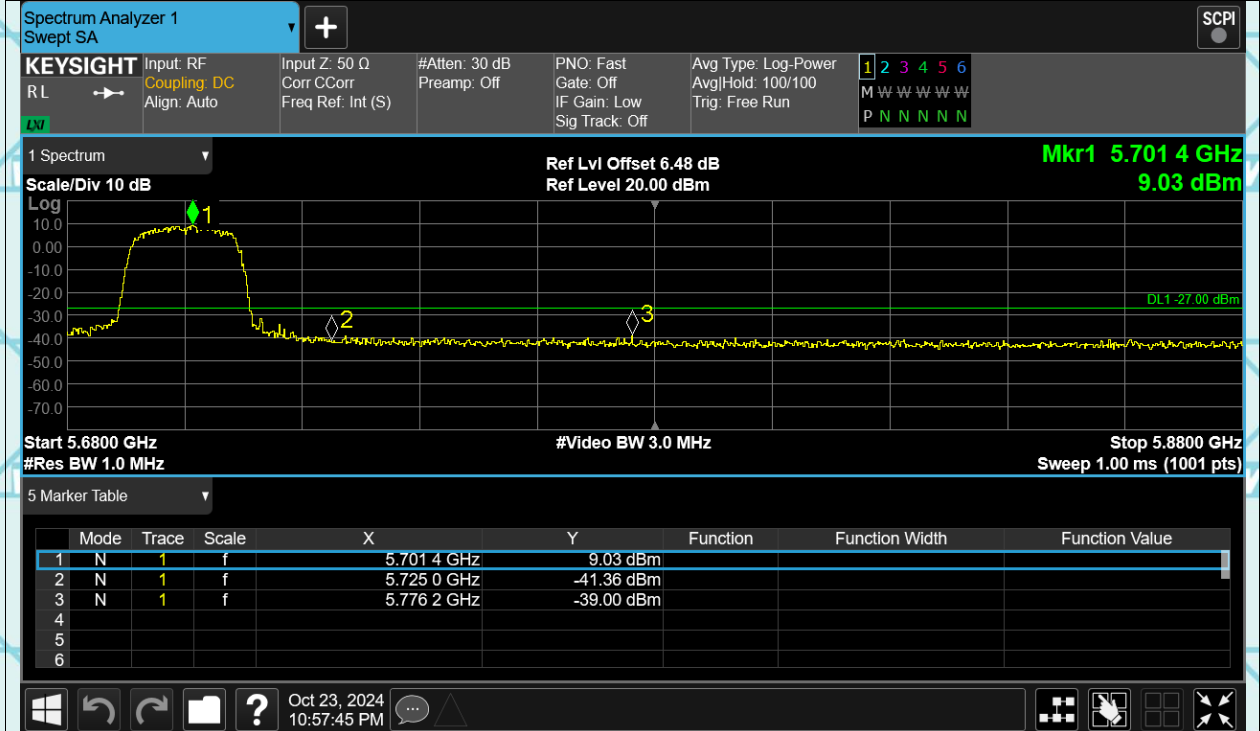 Spectrum Analyzer 1
Swept SA
SCPI
KEYSIGHT
R L
LXI
Input: RF
Coupling: DC
Align: Auto
Input Z: 50 Ω
Corr CCorr
Freq Ref: Int (S)
#Atten: 30 dB
Preamp: Off
PNO: Fast
Gate: Off
IF Gain: Low
Sig Track: Off
Avg Type: Log-Power
Avg|Hold: 100/100
Trig: Free Run
1 2 3 4 5 6
M W W W W W
P N N N N N
1 Spectrum
Ref Lvl Offset 6.48 dB
Mkr1 5.701 4 GHz
Scale/Div 10 dB
Ref Level 20.00 dBm
9.03 dBm
Log
1
10.0
0.00
-10.0
-20.0
DL1 -27.00 dBm
-30.0
2
3
-40.0
-50.0
-60.0
-70.0
Start 5.6800 GHz
#Video BW 3.0 MHz
Stop 5.8800 GHz
#Res BW 1.0 MHz
Sweep 1.00 ms (1001 pts)
5 Marker Table
Mode Trace Scale X Y Function Function Width Function Value
1 N 1 f 5.701 4 GHz 9.03 dBm
2 N 1 f 5.725 0 GHz -41.36 dBm
3 N 1 f 5.776 2 GHz -39.00 dBm
4
5
6
?
Oct 23, 2024
10:57:45 PM